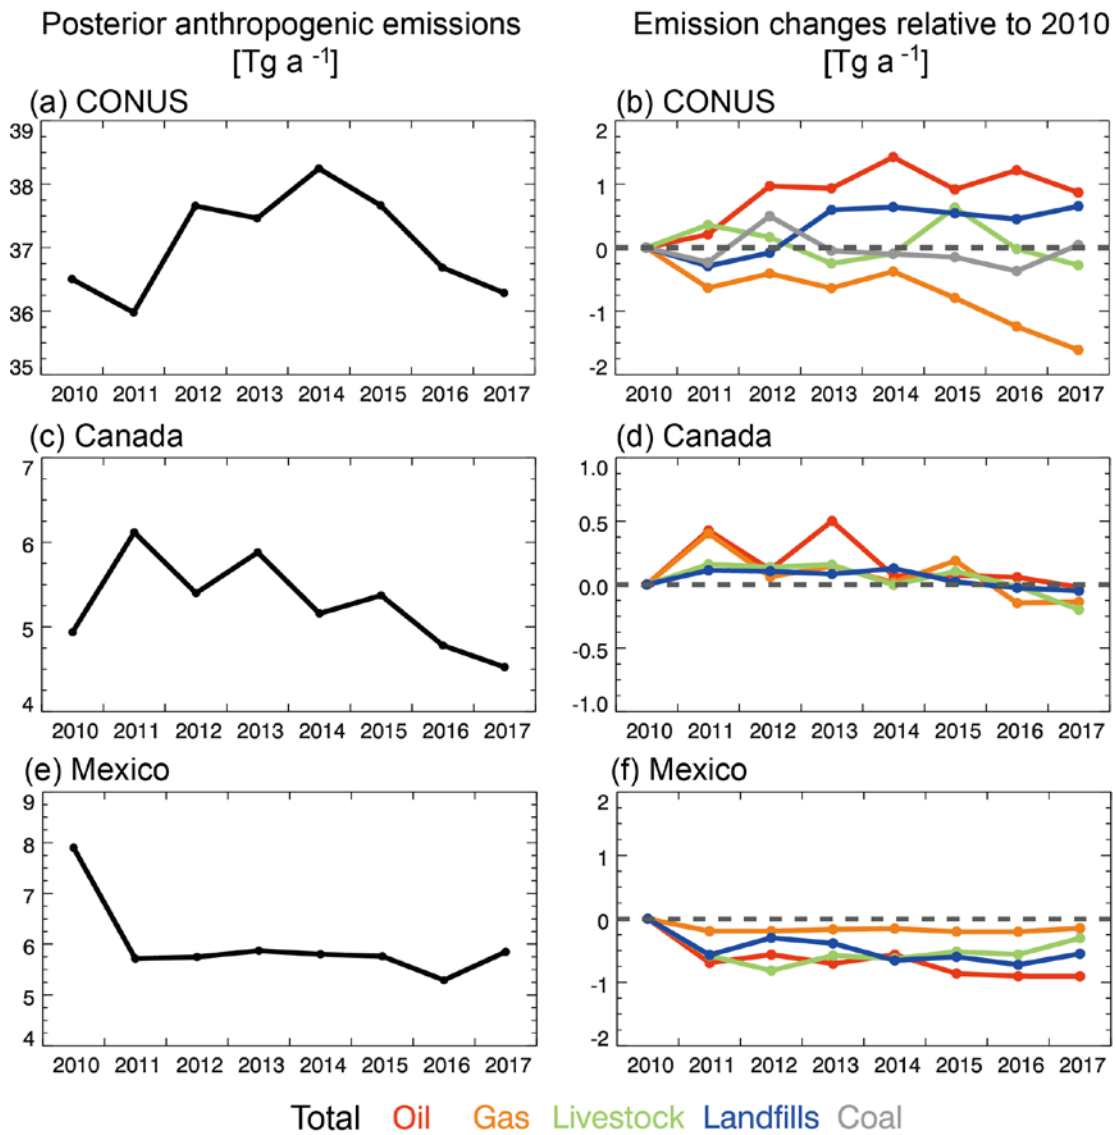 Posterior anthropogenic emissions
[Tg a -1]
Emission changes relative to 2010
[Tg a -1]
(a) CONUS
39
38
37
36
35
2010 2011 2012 2013 2014 2015 2016 2017
(b) CONUS
2
1
0
-1
-2
2010 2011 2012 2013 2014 2015 2016 2017
(c) Canada
7
6
5
4
2010 2011 2012 2013 2014 2015 2016 2017
(d) Canada
1.0
0.5
0.0
-0.5
-1.0
2010 2011 2012 2013 2014 2015 2016 2017
(e) Mexico
9
8
7
6
5
4
2010 2011 2012 2013 2014 2015 2016 2017
(f) Mexico
2
1
0
-1
-2
2010 2011 2012 2013 2014 2015 2016 2017
Total Oil Gas Livestock Landfills Coal